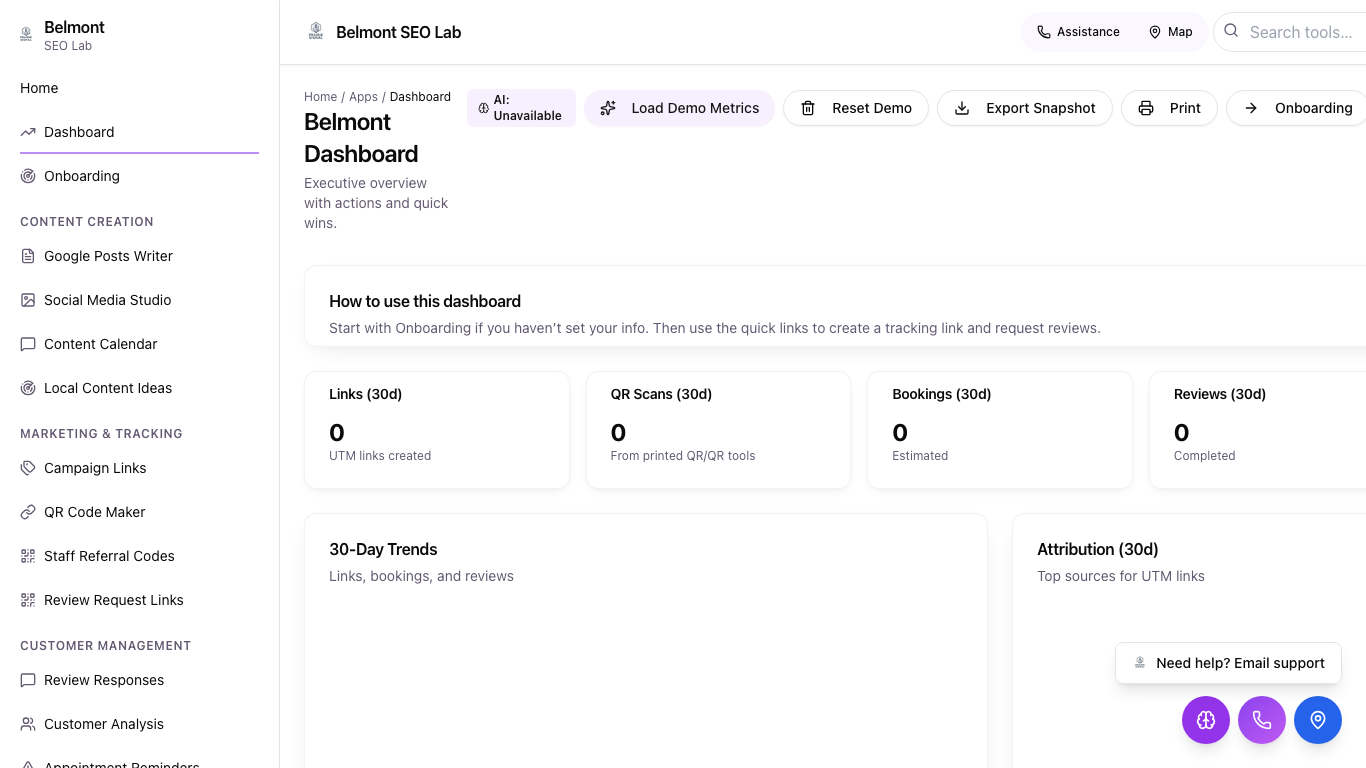 Belmont
SEO Lab
Home
Dashboard
Onboarding
CONTENT CREATION
Google Posts Writer
Social Media Studio
Content Calendar
Local Content Ideas
MARKETING & TRACKING
Campaign Links
QR Code Maker
Staff Referral Codes
Review Request Links
CUSTOMER MANAGEMENT
Review Responses
Customer Analysis
Appointment Reminders
Belmont SEO Lab
Assistance
Map
Search tools...
Home / Apps / Dashboard
Belmont
Dashboard
Executive overview
with actions and quick
wins.
AI:
Unavailable
Load Demo Metrics
Reset Demo
Export Snapshot
Print
Onboarding
How to use this dashboard
Start with Onboarding if you haven’t set your info. Then use the quick links to create a tracking link and request reviews.
Links (30d)
0
UTM links created
QR Scans (30d)
0
From printed QR/QR tools
Bookings (30d)
0
Estimated
Reviews (30d)
0
Completed
30-Day Trends
Links, bookings, and reviews
Attribution (30d)
Top sources for UTM links
Need help? Email support